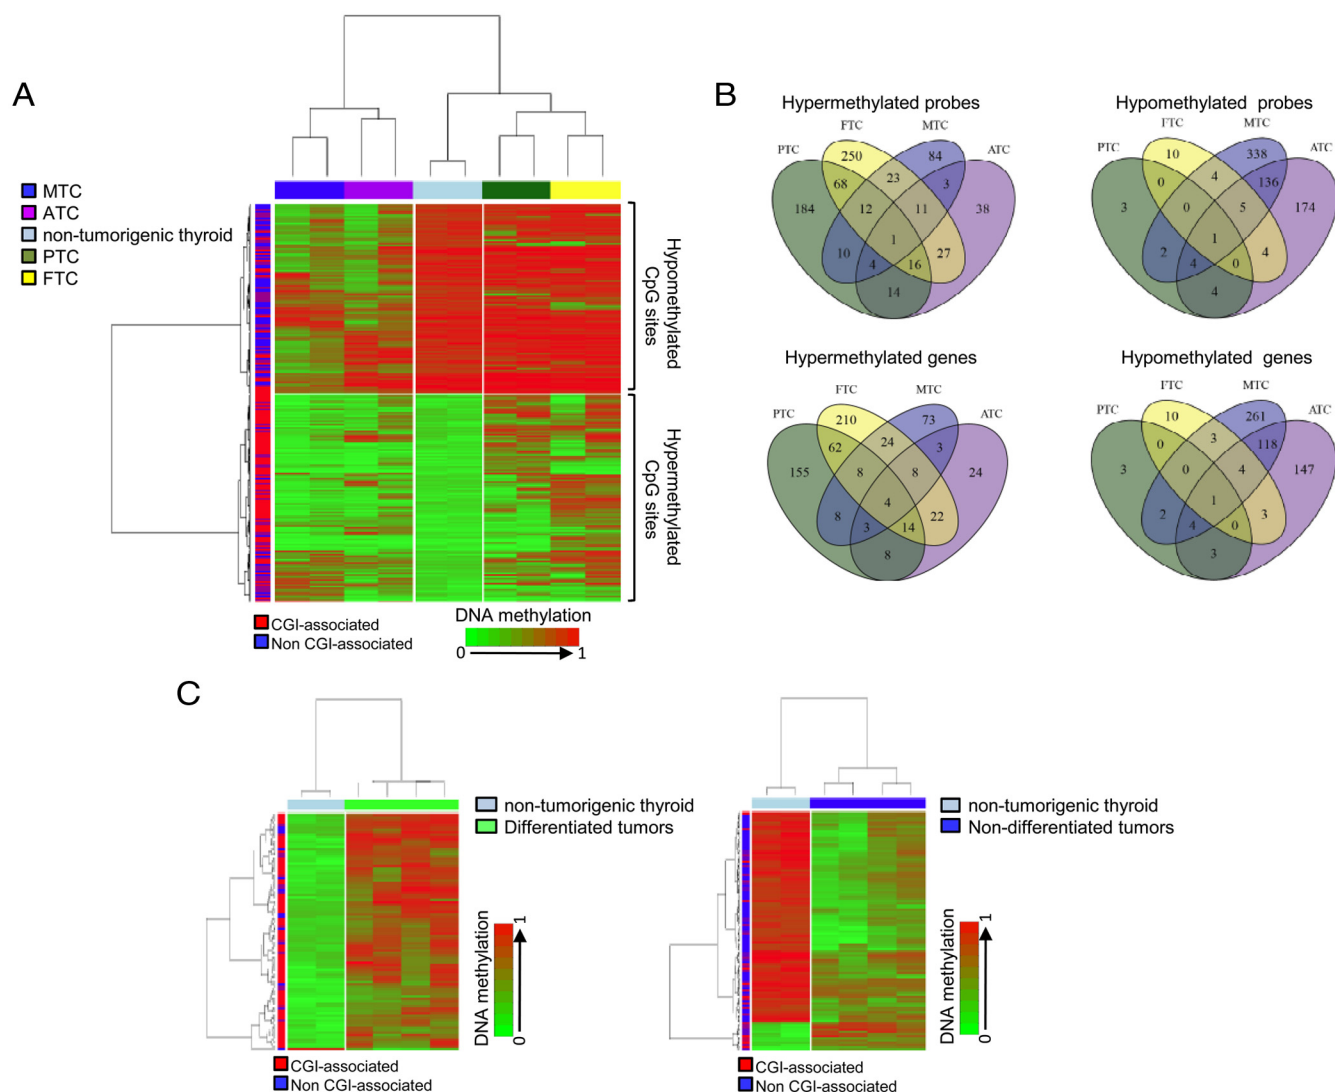 A
MTC
ATC
non-tumorigenic thyroid
PTC
FTC
Hypomethylated
CpG sites
Hypermethylated
CpG sites
CGI-associated
Non CGI-associated
DNA methylation
0
1
B
Hypermethylated probes
FTC
MTC
PTC
ATC
250
84
68
23
3
184
12
11
38
1
10
4
16
27
14
Hypomethylated probes
FTC
MTC
PTC
ATC
10
338
0
4
136
3
0
5
174
1
2
4
0
4
4
Hypermethylated genes
FTC
MTC
PTC
ATC
210
73
62
24
3
155
8
8
24
4
8
3
14
22
8
Hypomethylated genes
FTC
MTC
PTC
ATC
10
261
0
3
118
3
0
4
147
1
2
4
0
3
3
C
non-tumorigenic thyroid
Differentiated tumors
DNA methylation
0
1
CGI-associated
Non CGI-associated
non-tumorigenic thyroid
Non-differentiated tumors
DNA methylation
0
1
CGI-associated
Non CGI-associated